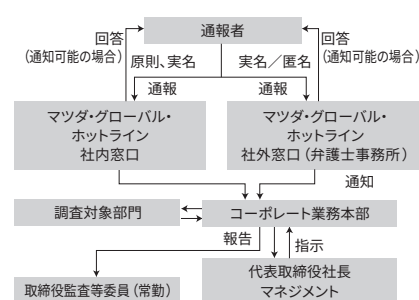 通報者
回答
(通知可能の場合)
回答
(通知可能の場合)
原則、実名
実名／匿名
通報
通報
マツダ・グローバル・
ホットライン
社内窓口
マツダ・グローバル・
ホットライン
社外窓口(弁護士事務所)
通知
調査対象部門
コーポレート業務本部
報告
指示
取締役監査等委員(常勤)
代表取締役社長
マネジメント